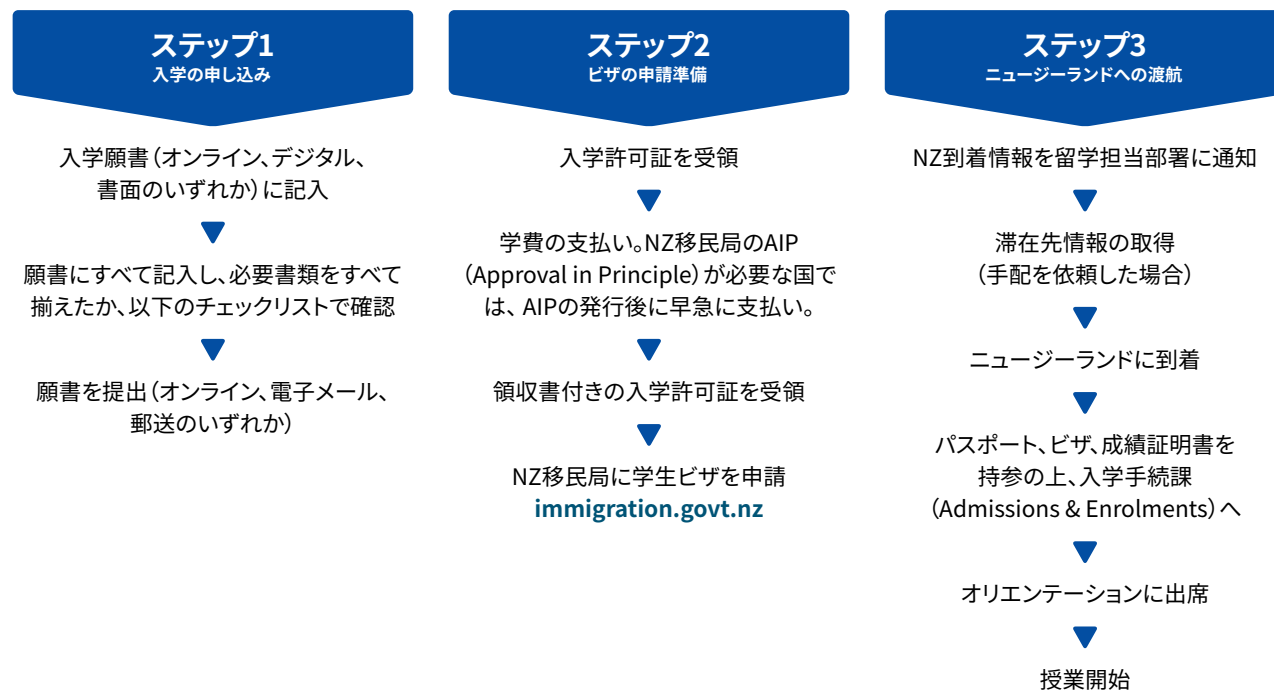 ステップ1
入学の申し込み
入学願書（オンライン、デジタル、
書面のいずれか）に記入
願書にすべて記入し、必要書類をすべて
揃えたか、以下のチェックリストで確認
願書を提出（オンライン、電子メール、
郵送のいずれか）
ステップ2
ビザの申請準備
入学許可証を受領
学費の支払い。NZ移民局のAIP
（Approval in Principle）が必要な国で
は、AIPの発行後に早急に支払い。
領収書付きの入学許可証を受領
NZ移民局に学生ビザを申請
immigration.govt.nz
ステップ3
ニュージーランドへの渡航
NZ到着情報を留学担当部署に通知
滞在先情報の取得
（手配を依頼した場合）
ニュージーランドに到着
パスポート、ビザ、成績証明書を
持参の上、入学手続課
（Admissions & Enrolments）へ
オリエンテーションに出席
授業開始